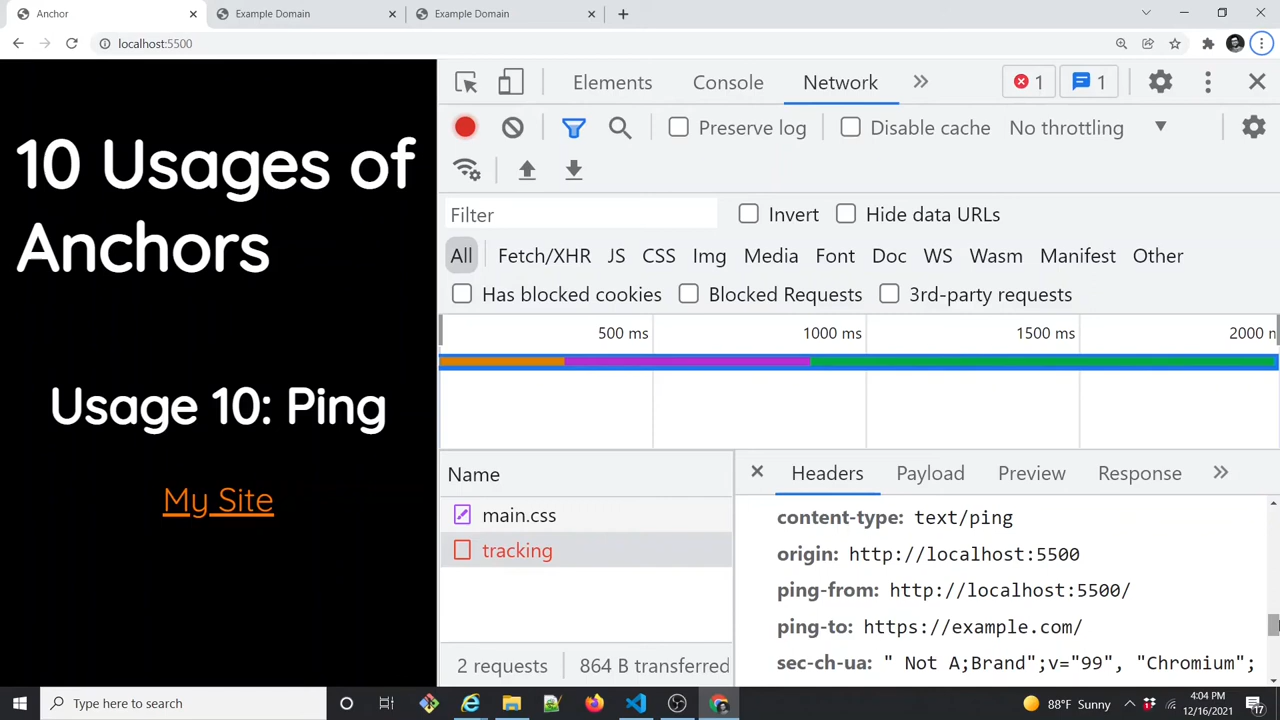 Anchor
Example Domain
Example Domain
localhost:5500
10 Usages of
Anchors
Usage 10: Ping
My Site
Elements
Console
Network
1
1
Preserve log
Disable cache
No throttling
Filter
Invert
Hide data URLs
All
Fetch/XHR
JS
CSS
Img
Media
Font
Doc
WS
Wasm
Manifest
Other
Has blocked cookies
Blocked Requests
3rd-party requests
500 ms
1000 ms
1500 ms
2000
Name
main.css
tracking
2 requests
864 B transferred
Headers
Payload
Preview
Response
content-type: text/ping
origin: http://localhost:5500
ping-from: http://localhost:5500/
ping-to: https://example.com/
sec-ch-ua: " Not A;Brand";v="99", "Chromium";
Type here to search
88°F Sunny
4:04 PM
12/16/2021
17